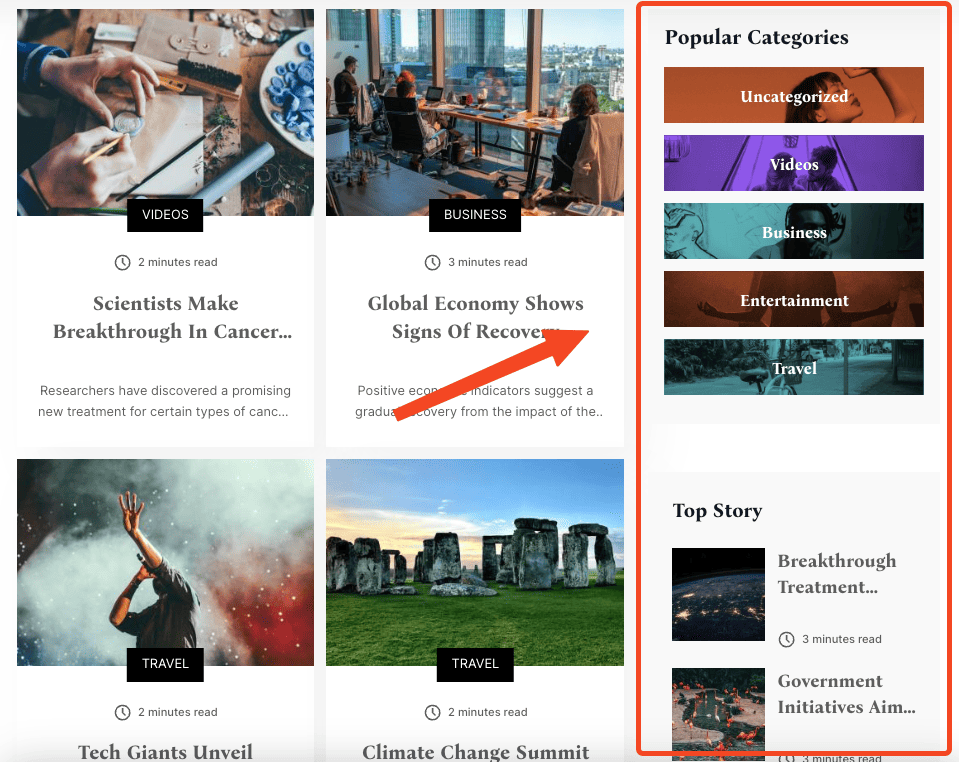 VIDEOS
2 minutes read
Scientists Make
Breakthrough In Cancer...
Researchers have discovered a promising
new treatment for certain types of canc...
BUSINESS
3 minutes read
Global Economy Shows
Signs Of Recovery
Positive economic indicators suggest a
gradual recovery from the impact of the..
TRAVEL
2 minutes read
Tech Giants Unveil
TRAVEL
2 minutes read
Climate Change Summit
Popular Categories
Uncategorized
Videos
Business
Entertainment
Travel
Top Story
Breakthrough
Treatment...
3 minutes read
Government
Initiatives Aim...
3 minutes read